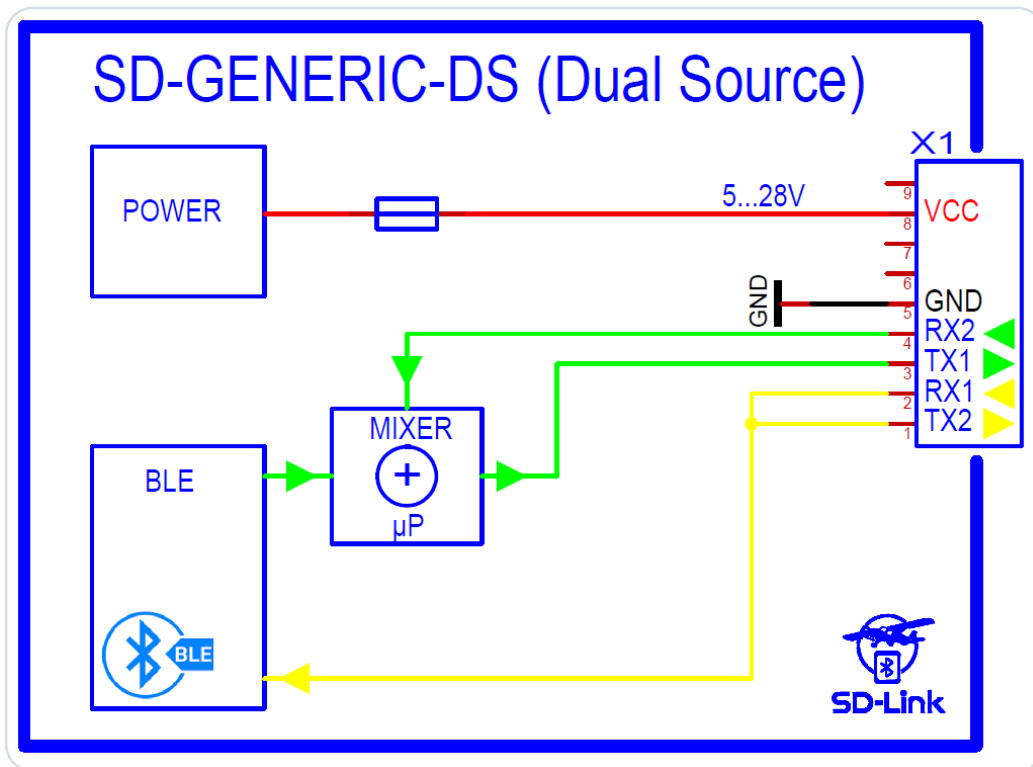 SD-GENERIC-DS (Dual Source)
X1
POWER
5...28V
9
VCC
8
7
6
GND
GND
5
RX2
4
TX1
3
RX1
2
TX2
1
MIXER
+
µP
BLE
BLE
SD-Link